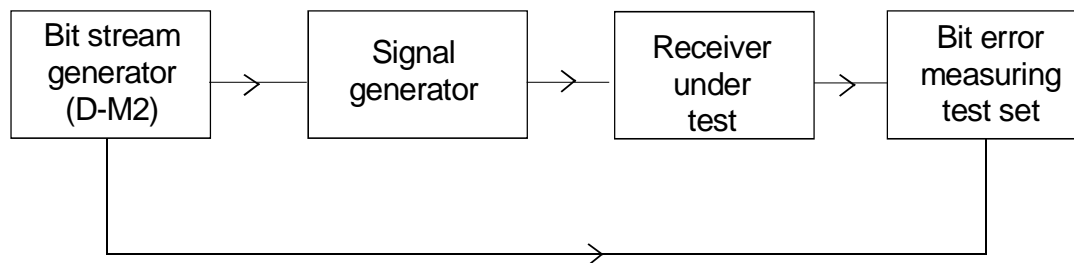 Bit stream
generator
(D-M2)
Signal
generator
Receiver
under
test
Bit error
measuring
test set